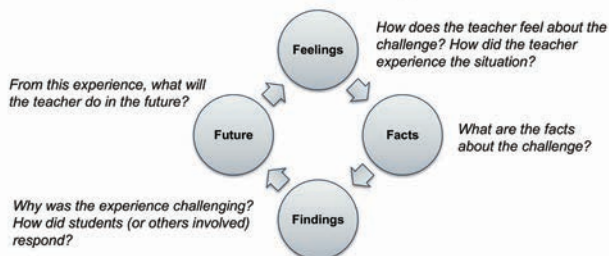 Feelings
How does the teacher feel about the
challenge? How did the teacher
experience the situation?
From this experience, what will
the teacher do in the future?
Future
Facts
What are the facts
about the challenge?
Why was the experience challenging?
How did students (or others involved)
respond?
Findings